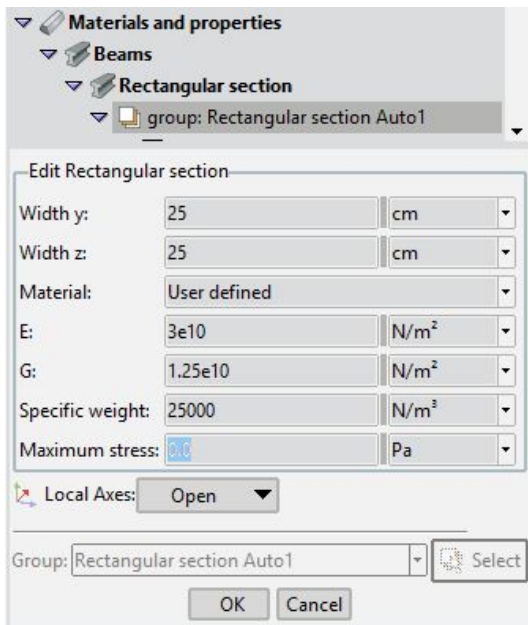 Materials and properties
Beams
Rectangular section
group: Rectangular section Auto1
Edit Rectangular section
Width y: 25 cm
Width z: 25 cm
Material: User defined
E: 3e10 N/m²
G: 1.25e10 N/m²
Specific weight: 25000 N/m³
Maximum stress: 0.0 Pa
Local Axes: Open
Group: Rectangular section Auto1 Select
OK Cancel